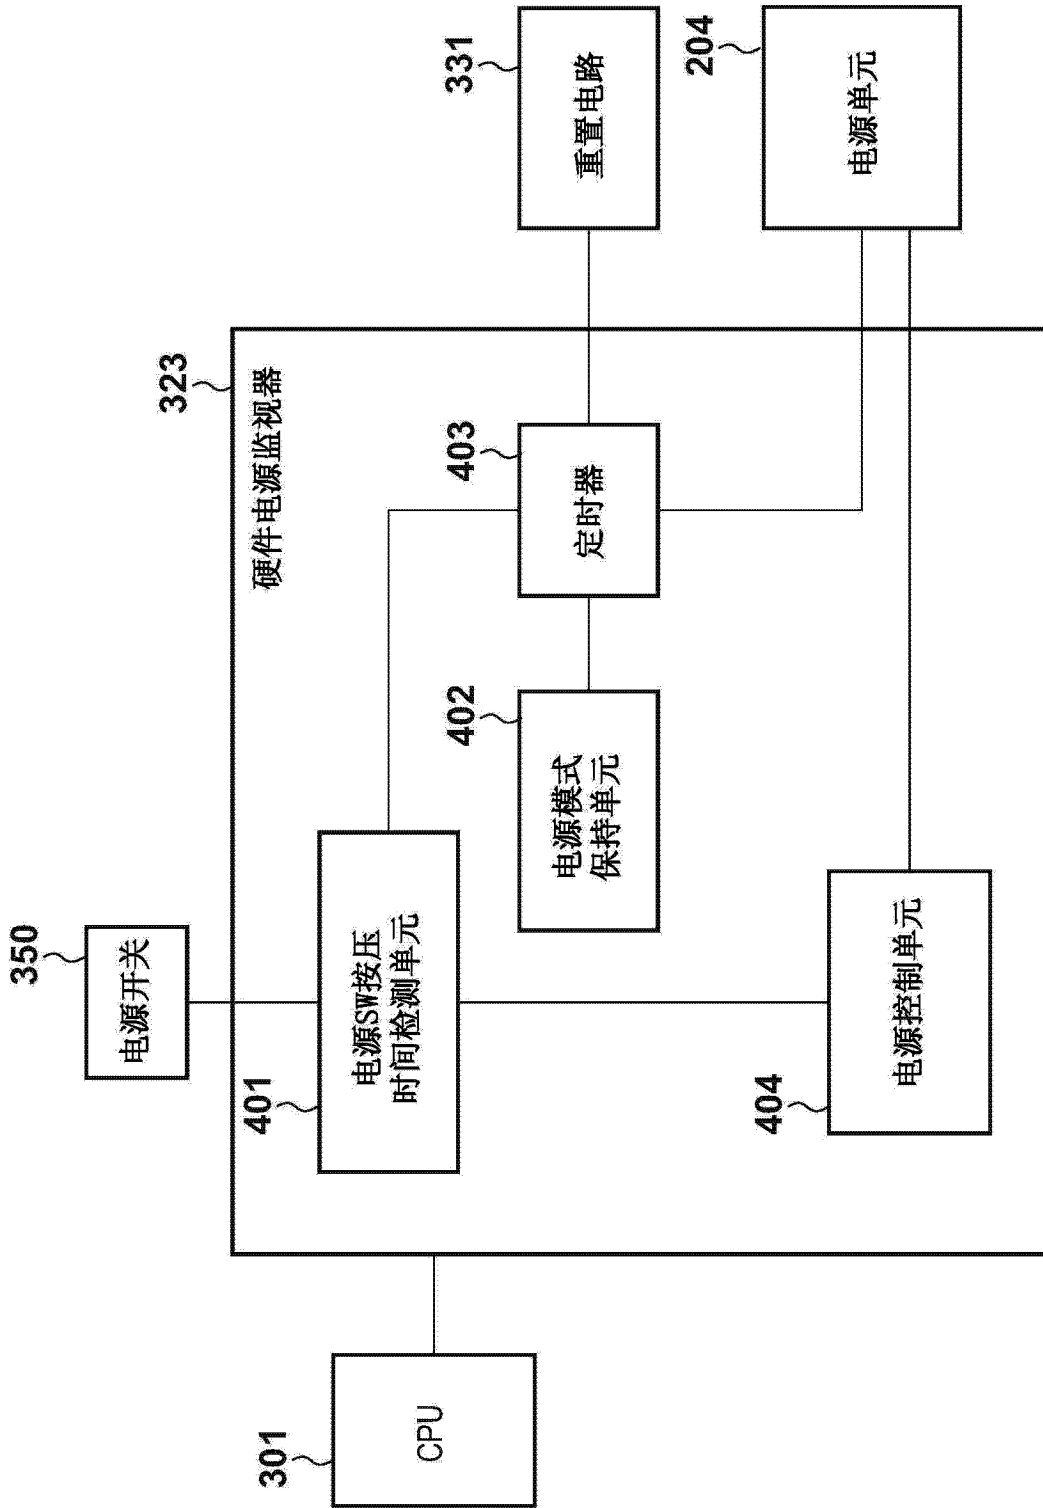 350
电源开关
323
硬件电源监视器
301
CPU
401
电源SW按压
时间检测单元
402
电源模式
保持单元
403
定时器
331
重置电路
404
电源控制单元
204
电源单元